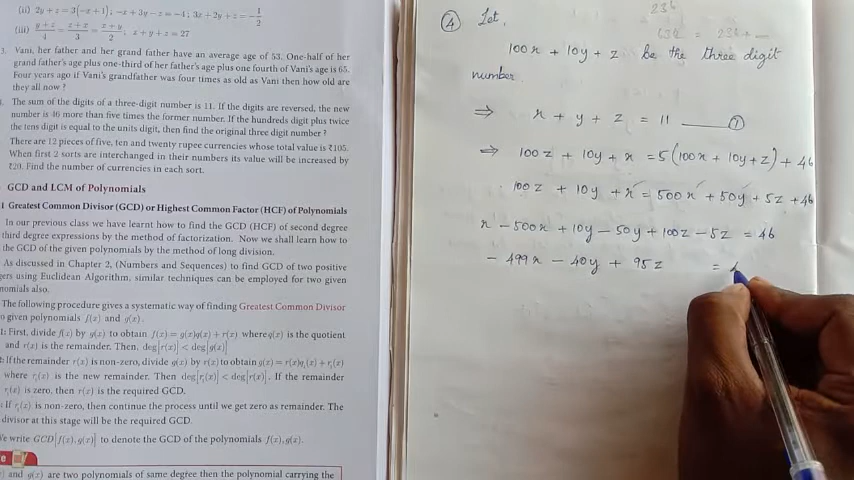 (ii) 2y + z = 3(-x + 1) ; -x + 3y - z = -4 ; 3x + 2y + z = -1/2
(iii) y + z/4 = z + x/3 = x + y/2 ; x + y + z = 27
3. Vani, her father and her grand father have an average age of 53. One-half of her
grand father's age plus one-third of her father's age plus one fourth of Vani's age is 65.
Four years ago if Vani's grandfather was four times as old as Vani then how old are
they all now ?
The sum of the digits of a three-digit number is 11. If the digits are reversed, the new
number is 46 more than five times the former number. If the hundreds digit plus twice
the tens digit is equal to the units digit, then find the original three digit number ?
There are 12 pieces of five, ten and twenty rupee currencies whose total value is ₹105.
When first 2 sorts are interchanged in their numbers its value will be increased by
₹20. Find the number of currencies in each sort.
GCD and LCM of Polynomials
1 Greatest Common Divisor (GCD) or Highest Common Factor (HCF) of Polynomials
In our previous class we have learnt how to find the GCD (HCF) of second degree
third degree expressions by the method of factorization. Now we shall learn how to
the GCD of the given polynomials by the method of long division.
As discussed in Chapter 2, (Numbers and Sequences) to find GCD of two positive
gers using Euclidean Algorithm, similar techniques can be employed for two given
nomials also.
The following procedure gives a systematic way of finding Greatest Common Divisor
o given polynomials f(x) and g(x).
1: First, divide f(x) by g(x) to obtain f(x) = g(x)q(x) + r(x) where q(x) is the quotient
and r(x) is the remainder. Then, deg[r(x)] < deg[g(x)]
: If the remainder r(x) is non-zero, divide g(x) by r(x) to obtain g(x) = r(x)q₁(x) + r₁(x)
where r₁(x) is the new remainder. Then deg[r₁(x)] < deg[r(x)]. If the remainder
r₁(x) is zero, then r(x) is the required GCD.
: If r₁(x) is non-zero, then continue the process until we get zero as remainder. The
divisor at this stage will be the required GCD.
We write GCD[f(x), g(x)] to denote the GCD of the polynomials f(x), g(x).
e
) and g(x) are two polynomials of same degree then the polynomial carrying the
236
④ Let,
100x + 10y + z be the three digit
number.
⇒ x + y + z = 11 ①
⇒ 100z + 10y + x = 5(100x + 10y + z) + 46
100z + 10y + x = 500x + 50y + 5z + 46
x - 500x + 10y - 50y + 100z - 5z = 46
- 499x - 40y + 95z = 4